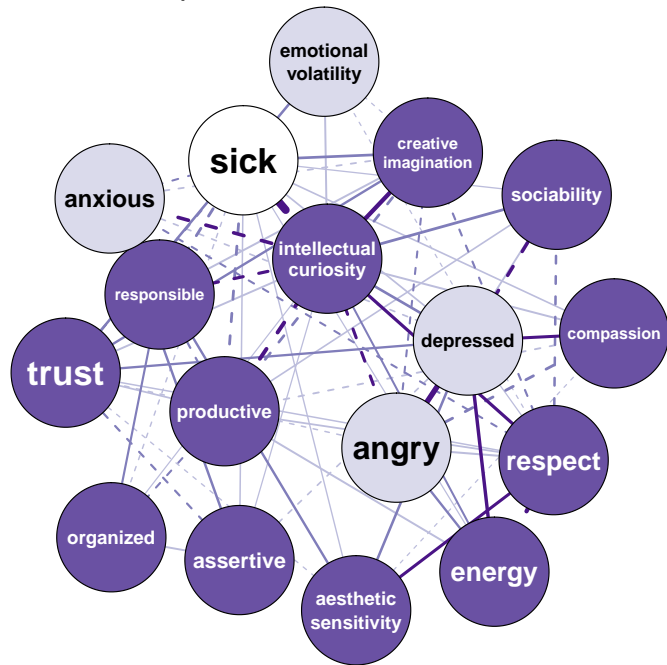 emotional
volatility
sick
creative
imagination
anxious
sociability
intellectual
curiosity
responsible
depressed
compassion
trust
productive
angry
respect
organized
assertive
energy
aesthetic
sensitivity